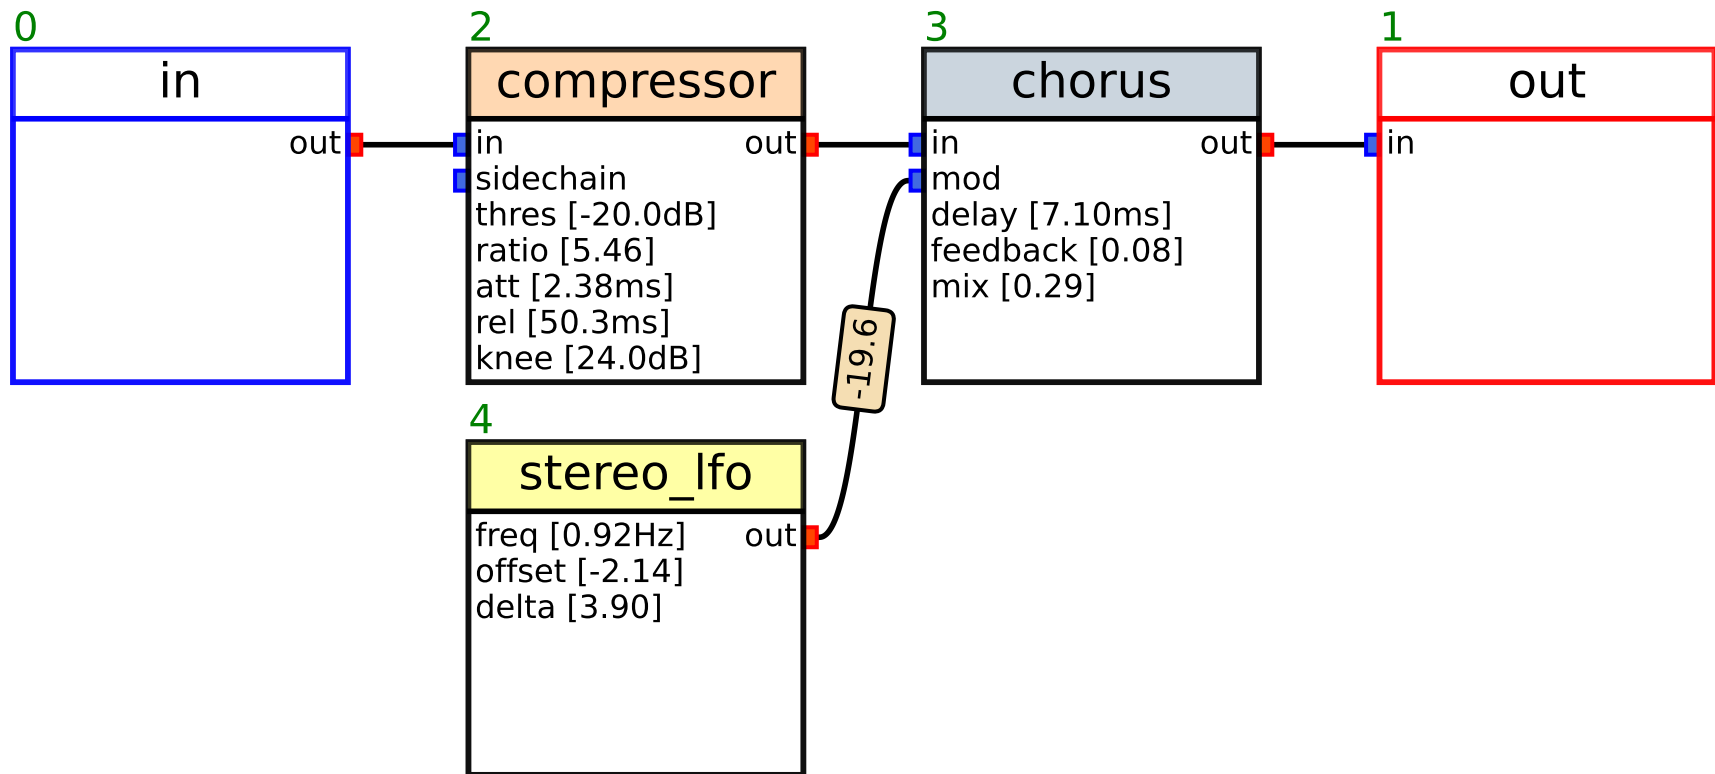 0
in
out
2
compressor
in out
sidechain
thres [-20.0dB]
ratio [5.46]
att [2.38ms]
rel [50.3ms]
knee [24.0dB]
3
chorus
in out
mod
delay [7.10ms]
feedback [0.08]
mix [0.29]
1
out
in
-19.6
4
stereo_lfo
freq [0.92Hz] out
offset [-2.14]
delta [3.90]